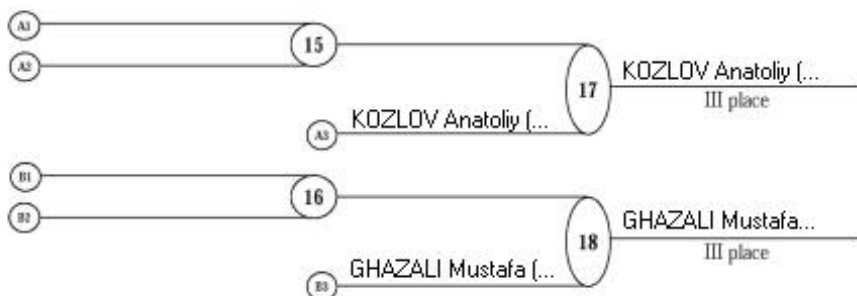 A1
15
A2
KOZLOV Anatoliy (...
17
III place
KOZLOV Anatoliy (...
A3
B1
16
B2
GHAZALI Mustafa...
18
III place
GHAZALI Mustafa (...
B3